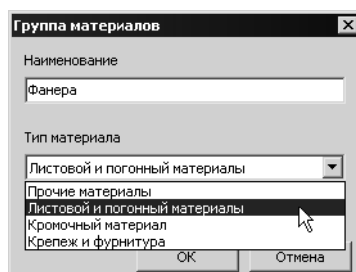 Группа материалов
Наименование
Фанера
Тип материала
Листовой и погонный материалы
Прочие материалы
Листовой и погонный материалы
Кромочный материал
Крепеж и фурнитура
ОК Отмена